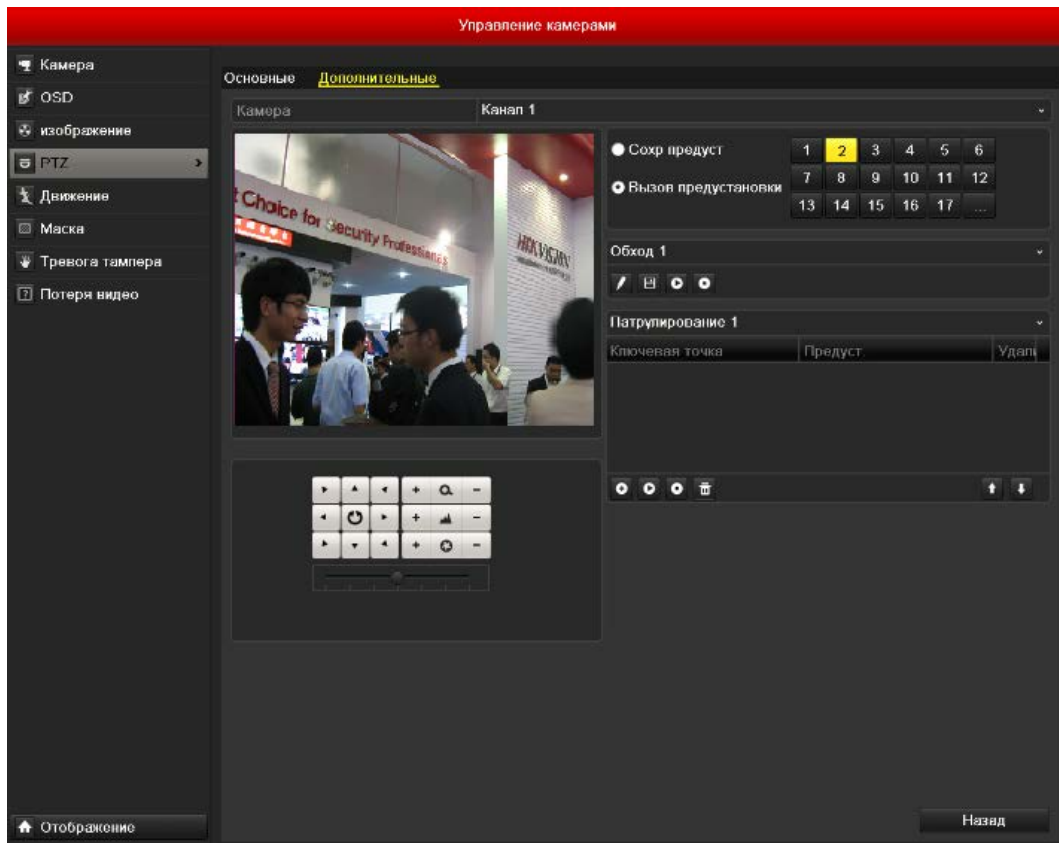 Управление камерами
Камера
OSD
изображение
PTZ
Движение
Маска
Тревога тампера
Потеря видео
Отображение
Основные Дополнительные
Камера Канал 1
t Choice for Security Professionals
HIKVISION
Сохр предуст
Вызов предустановки
1 2 3 4 5 6
7 8 9 10 11 12
13 14 15 16 17 ...
Обход 1
Патрулирование 1
Ключевая точка Предуст. Удали
Назад